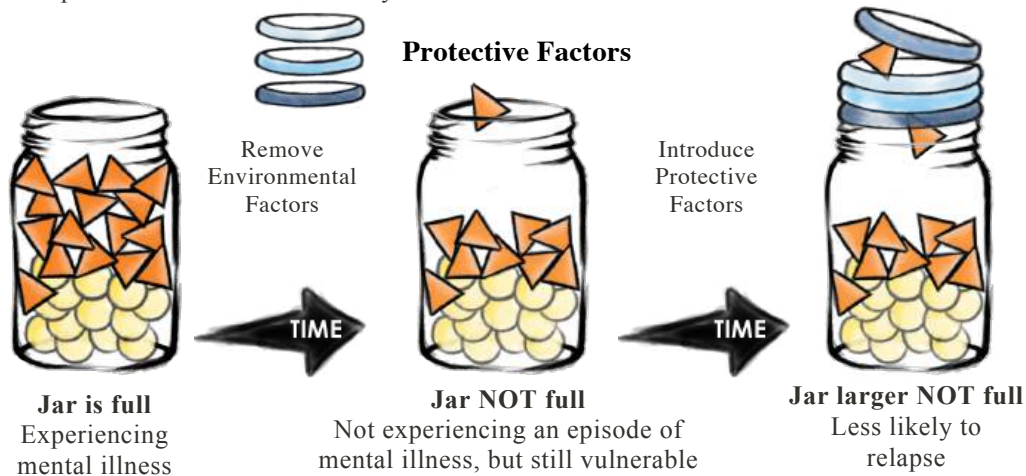 Protective Factors
Remove
Environmental
Factors
Introduce
Protective
Factors
TIME
TIME
Jar is full
Experiencing
mental illness
Jar NOT full
Not experiencing an episode of
mental illness, but still vulnerable
Jar larger NOT full
Less likely to
relapse